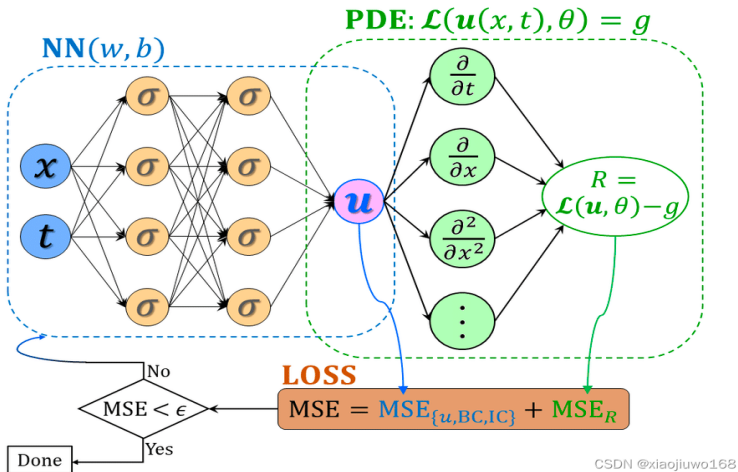 PDE: 𝓛(u(x, t), θ) = g
NN(w, b)
x
t
σ
σ
σ
σ
σ
σ
σ
σ
u
∂/∂t
∂/∂x
∂²/∂x²
⋮
R =
𝓛(u, θ)−g
LOSS
MSE = MSE{u,BC,IC} + MSE_R
No
MSE < ϵ
Yes
Done
CSDN @xiaojiuwo168